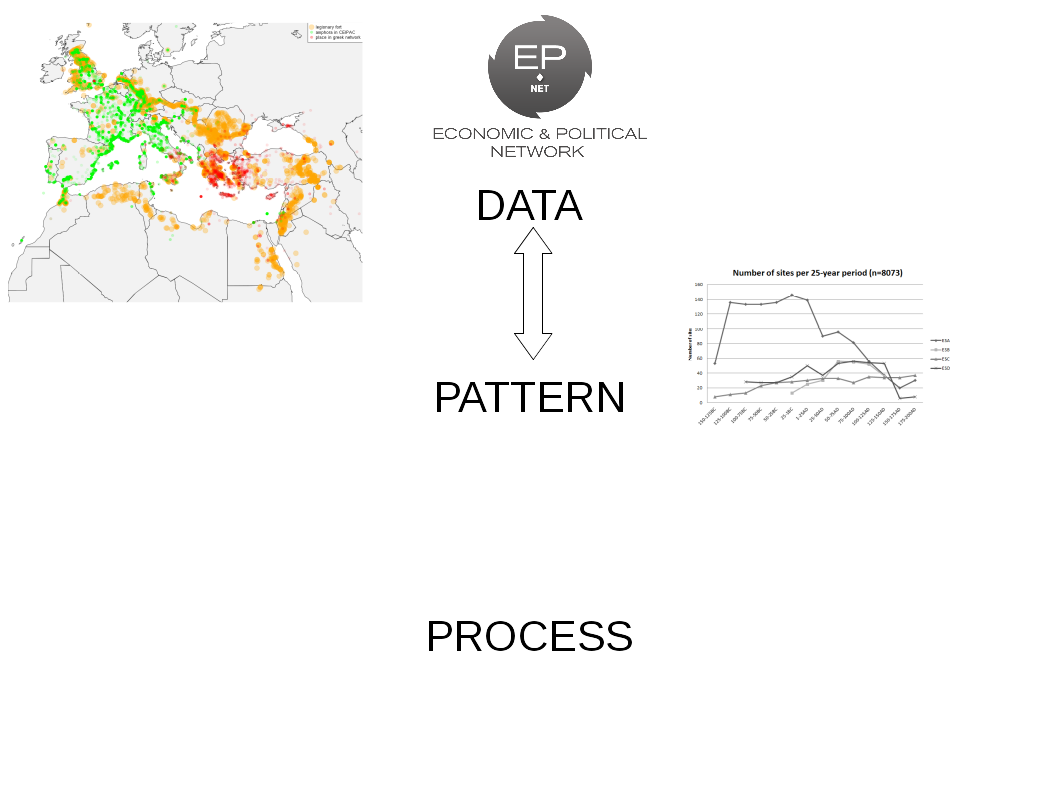 legionary fort
amphora in CEIPAC
place in greek network
EP
NET
ECONOMIC & POLITICAL
NETWORK
DATA
Number of sites per 25-year period (n=8073)
160
140
120
100
80
60
40
20
0
Number of sites
ESA
ESB
ESC
ESD
150-125BC
125-100BC
100-75BC
75-50BC
50-25BC
25-1BC
1-25AD
25-50AD
50-75AD
75-100AD
100-125AD
125-150AD
150-175AD
175-200AD
PATTERN
PROCESS